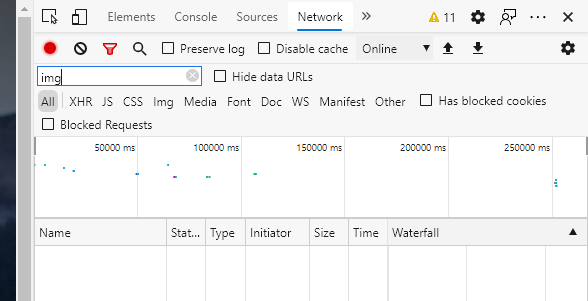 Elements Console Sources Network » 11
Preserve log Disable cache Online
img Hide data URLs
All XHR JS CSS Img Media Font Doc WS Manifest Other Has blocked cookies
Blocked Requests
50000 ms 100000 ms 150000 ms 200000 ms 250000 ms
Name Stat... Type Initiator Size Time Waterfall